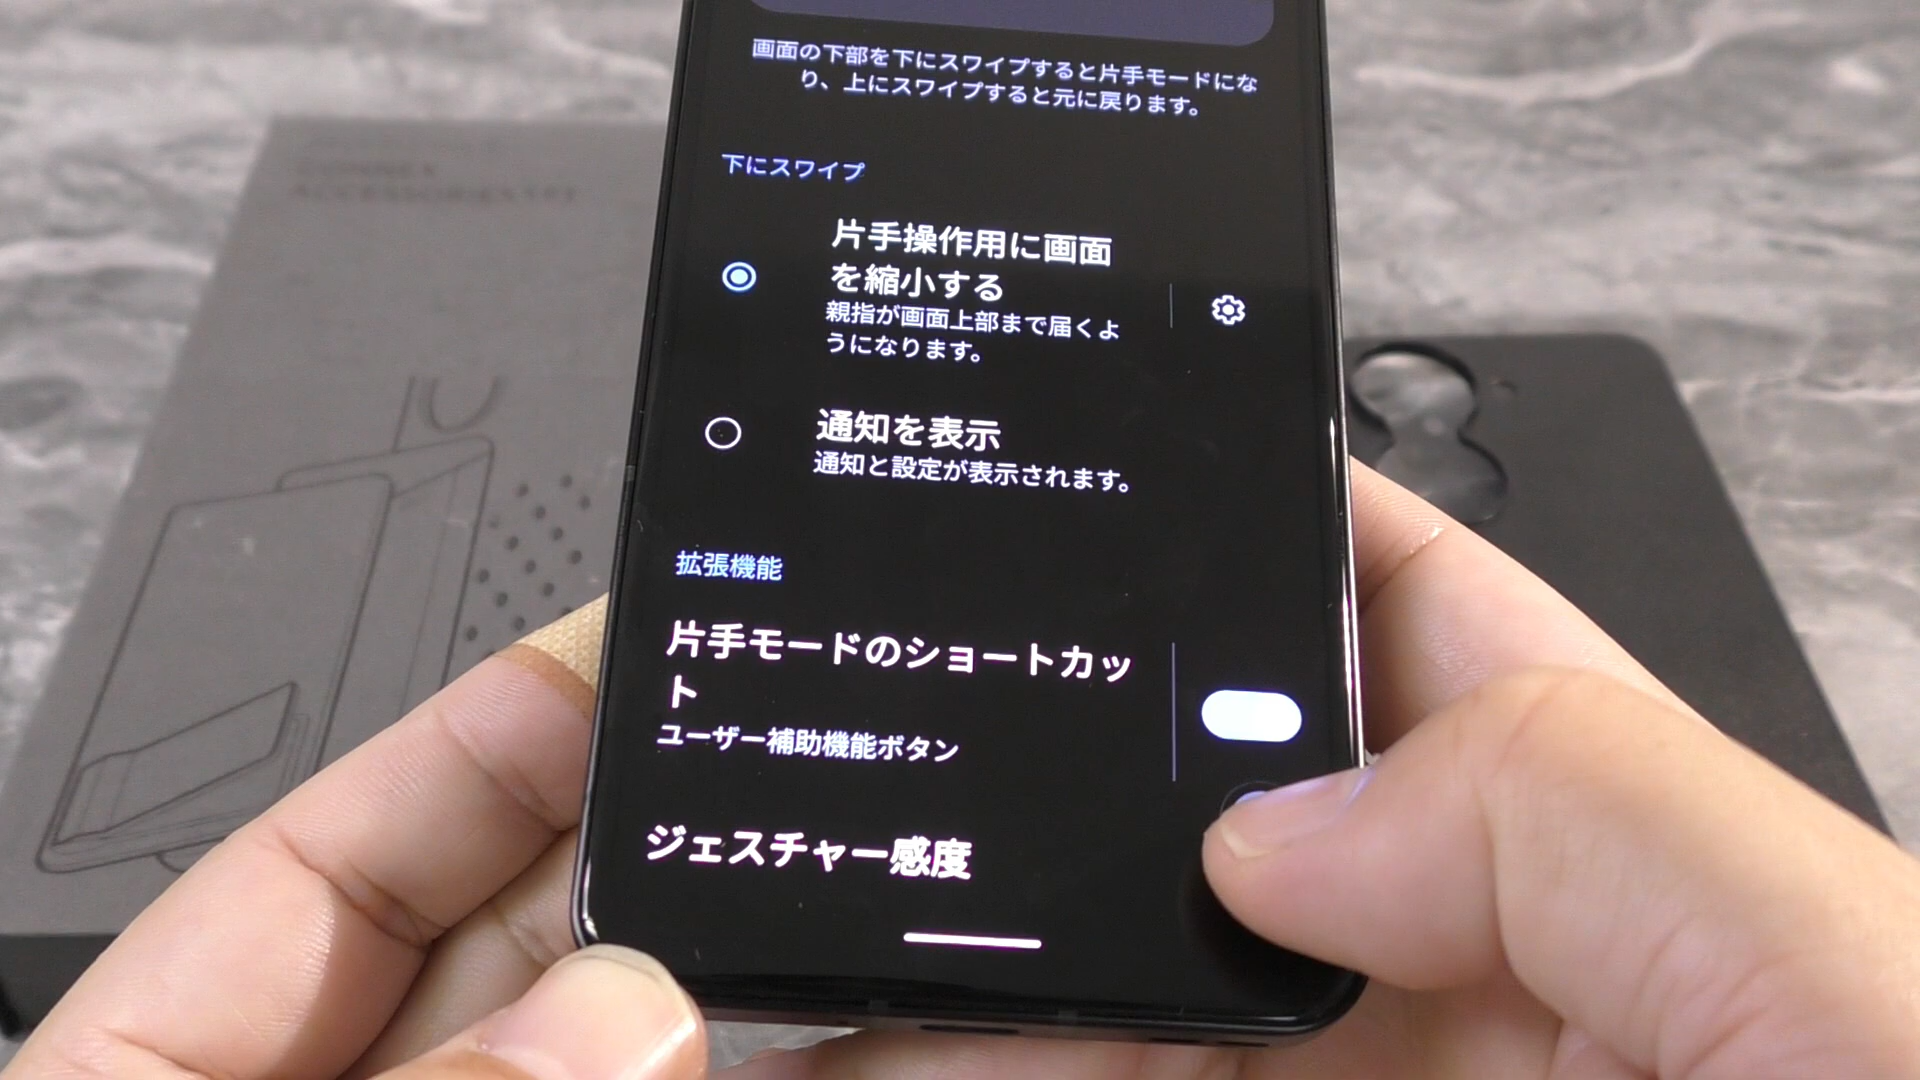 画面の下部を下にスワイプすると片手モードにな
り、上にスワイプすると元に戻ります。
下にスワイプ
片手操作用に画面
を縮小する
親指が画面上部まで届くよ
うになります。
通知を表示
通知と設定が表示されます。
拡張機能
片手モードのショートカッ
ト
ユーザー補助機能ボタン
ジェスチャー感度